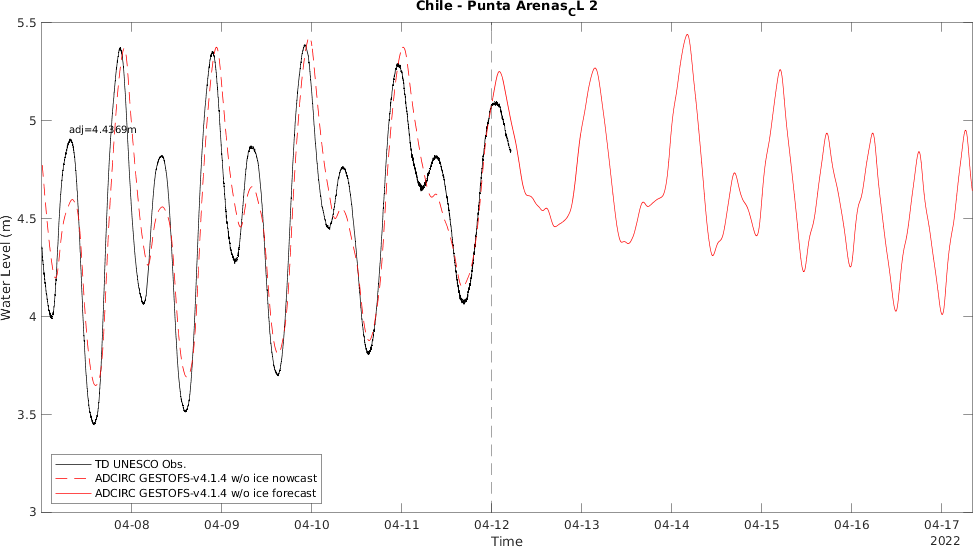 Chile - Punta Arenas_CL 2
5.5
5
4.5
4
3.5
3
Water Level (m)
adj=4.4369m
TD UNESCO Obs.
ADCIRC GESTOFS-v4.1.4 w/o ice nowcast
ADCIRC GESTOFS-v4.1.4 w/o ice forecast
04-08 04-09 04-10 04-11 04-12 04-13 04-14 04-15 04-16 04-17
Time
2022